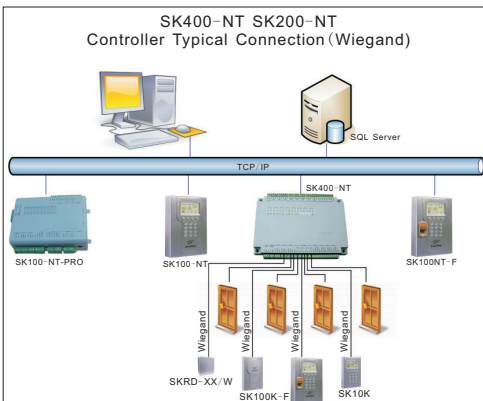 SK400-NT SK200-NT
Controller Typical Connection(Wiegand)
SQL Server
TCP/IP
SK400-NT
SK100-NT-PRO
SK100-NT
SK100NT-F
Wiegand
Wiegand
Wiegand
Wiegand
SKRD-XX/W
SK100K-F
SK10K